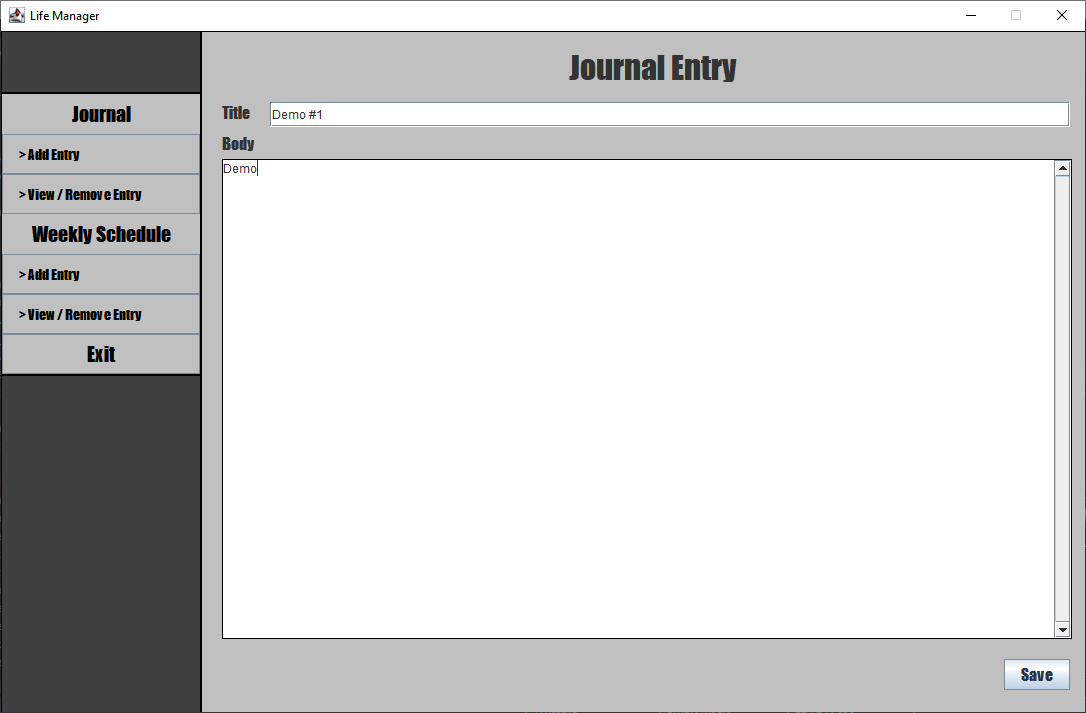 Life Manager
Journal
> Add Entry
> View / Remove Entry
Weekly Schedule
> Add Entry
> View / Remove Entry
Exit
Journal Entry
Title
Demo #1
Body
Demo
Save